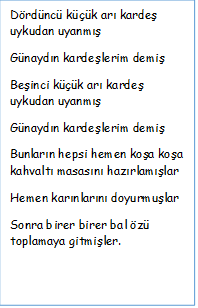 Dördüncü küçük arı kardeş
uykudan uyanmış
Günaydın kardeşlerim demiş
Beşinci küçük arı kardeş
uykudan uyanmış
Günaydın kardeşlerim demiş
Bunların hepsi hemen koşa koşa
kahvaltı masasını hazırlamışlar
Hemen karınlarını doyurmuşlar
Sonra birer birer bal özü
toplamaya gitmişler.